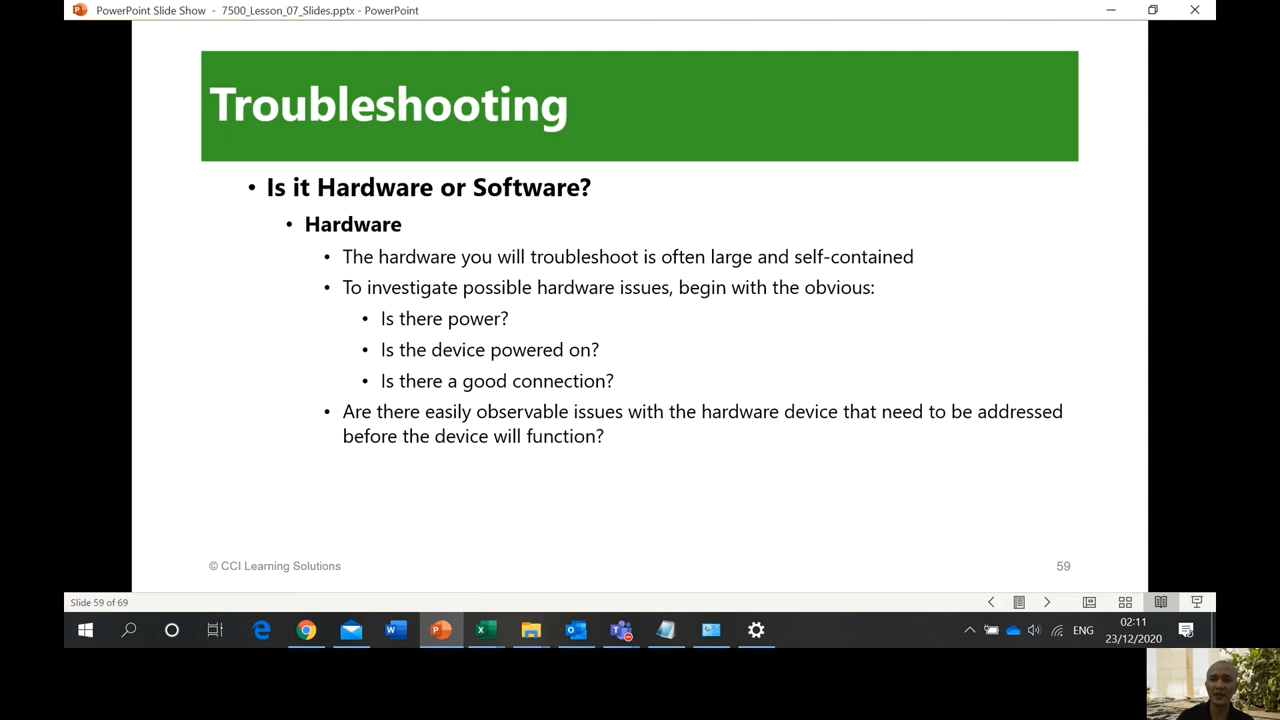 PowerPoint Slide Show - 7500_Lesson_07_Slides.pptx - PowerPoint
Troubleshooting
• Is it Hardware or Software?
• Hardware
• The hardware you will troubleshoot is often large and self-contained
• To investigate possible hardware issues, begin with the obvious:
• Is there power?
• Is the device powered on?
• Is there a good connection?
• Are there easily observable issues with the hardware device that need to be addressed
before the device will function?
© CCI Learning Solutions
59
Slide 59 of 69
ENG
02:11
23/12/2020